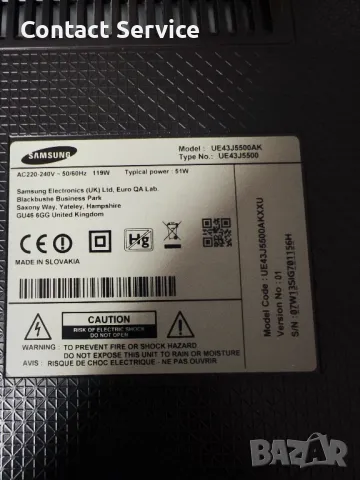 Contact Service
SAMSUNG
Model : UE43J5500AK
Type No.: UE43J5500
AC220-240V ~ 50/60Hz 119W Typical power : 51W
Samsung Electronics (UK) Ltd, Euro QA Lab.
Blackbushe Business Park
Saxony Way, Yateley, Hampshire
GU46 6GG United Kingdom
Hg
MADE IN SLOVAKIA
CAUTION
RISK OF ELECTRIC SHOCK
DO NOT OPEN
WARNING : TO PREVENT FIRE OR SHOCK HAZARD
DO NOT EXPOSE THIS UNIT TO RAIN OR MOISTURE
AVIS : RISQUE DE CHOC ELECTRIQUE - NE PAS OUVRIR.
Model Code : UE43J5500AKXXU
Version No : 01
S/N : 07W13SNG701156H
BAZAR